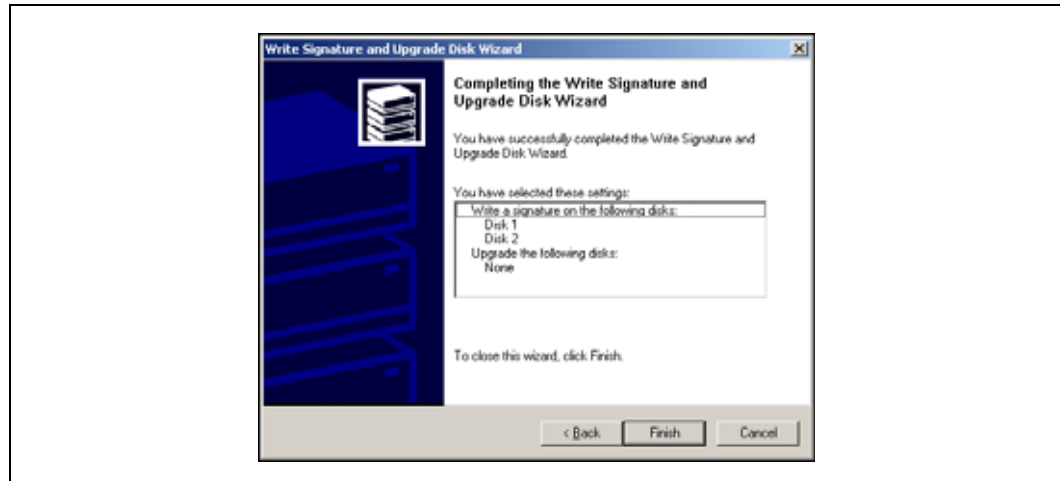 Write Signature and Upgrade Disk Wizard
Completing the Write Signature and
Upgrade Disk Wizard
You have successfully completed the Write Signature and
Upgrade Disk Wizard.
You have selected these settings:
Write a signature on the following disks:
Disk 1
Disk 2
Upgrade the following disks:
None
To close this wizard, click Finish.
< Back
Finish
Cancel